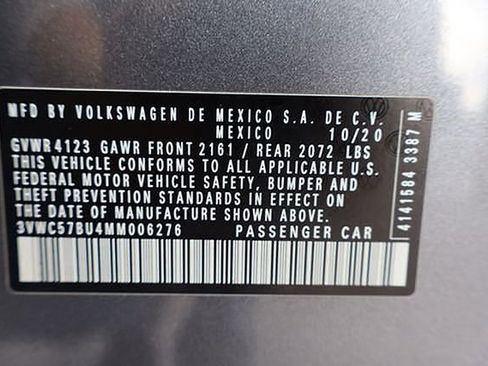 MFD BY VOLKSWAGEN DE MEXICO S.A. DE C.V.
MEXICO 10/20
GVWR 4123 GAWR FRONT 2161 / REAR 2072 LBS
THIS VEHICLE CONFORMS TO ALL APPLICABLE U.S.
FEDERAL MOTOR VEHICLE SAFETY, BUMPER AND
THEFT PREVENTION STANDARDS IN EFFECT ON
THE DATE OF MANUFACTURE SHOWN ABOVE.
3VWC57BU4MM006276 PASSENGER CAR
4141684 3387 M